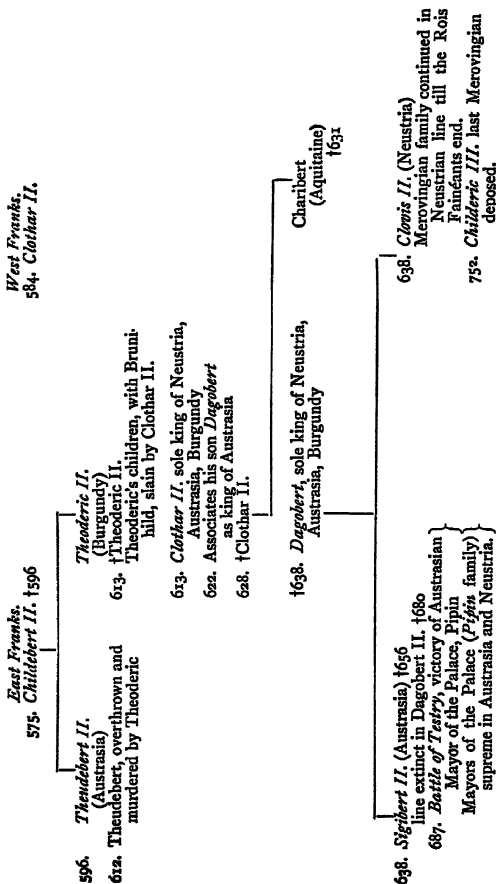 East Franks.
575. Childebert II. †596
West Franks.
584. Clothar II.
596. Theudebert II.
(Austrasia)
612. Theudebert, overthrown and
murdered by Theoderic
Theoderic II.
(Burgundy)
613. †Theoderic II.
Theoderic's children, with Bruni-
hild, slain by Clothar II.
613. Clothar II. sole king of Neustria,
Austrasia, Burgundy
622. Associates his son Dagobert
as king of Austrasia
628. †Clothar II.
†638. Dagobert, sole king of Neustria,
Austrasia, Burgundy
Charibert
(Aquitaine)
†631
638. Sigibert II. (Austrasia) †656
line extinct in Dagobert II. †680
687. Battle of Testry, victory of Austrasian
Mayor of the Palace, Pipin
Mayors of the Palace (Pipin family)
supreme in Austrasia and Neustria.
638. Clovis II. (Neustria)
Merovingian family continued in
Neustrian line till the Rois
Fainéants end.
752. Childeric III. last Merovingian
deposed.